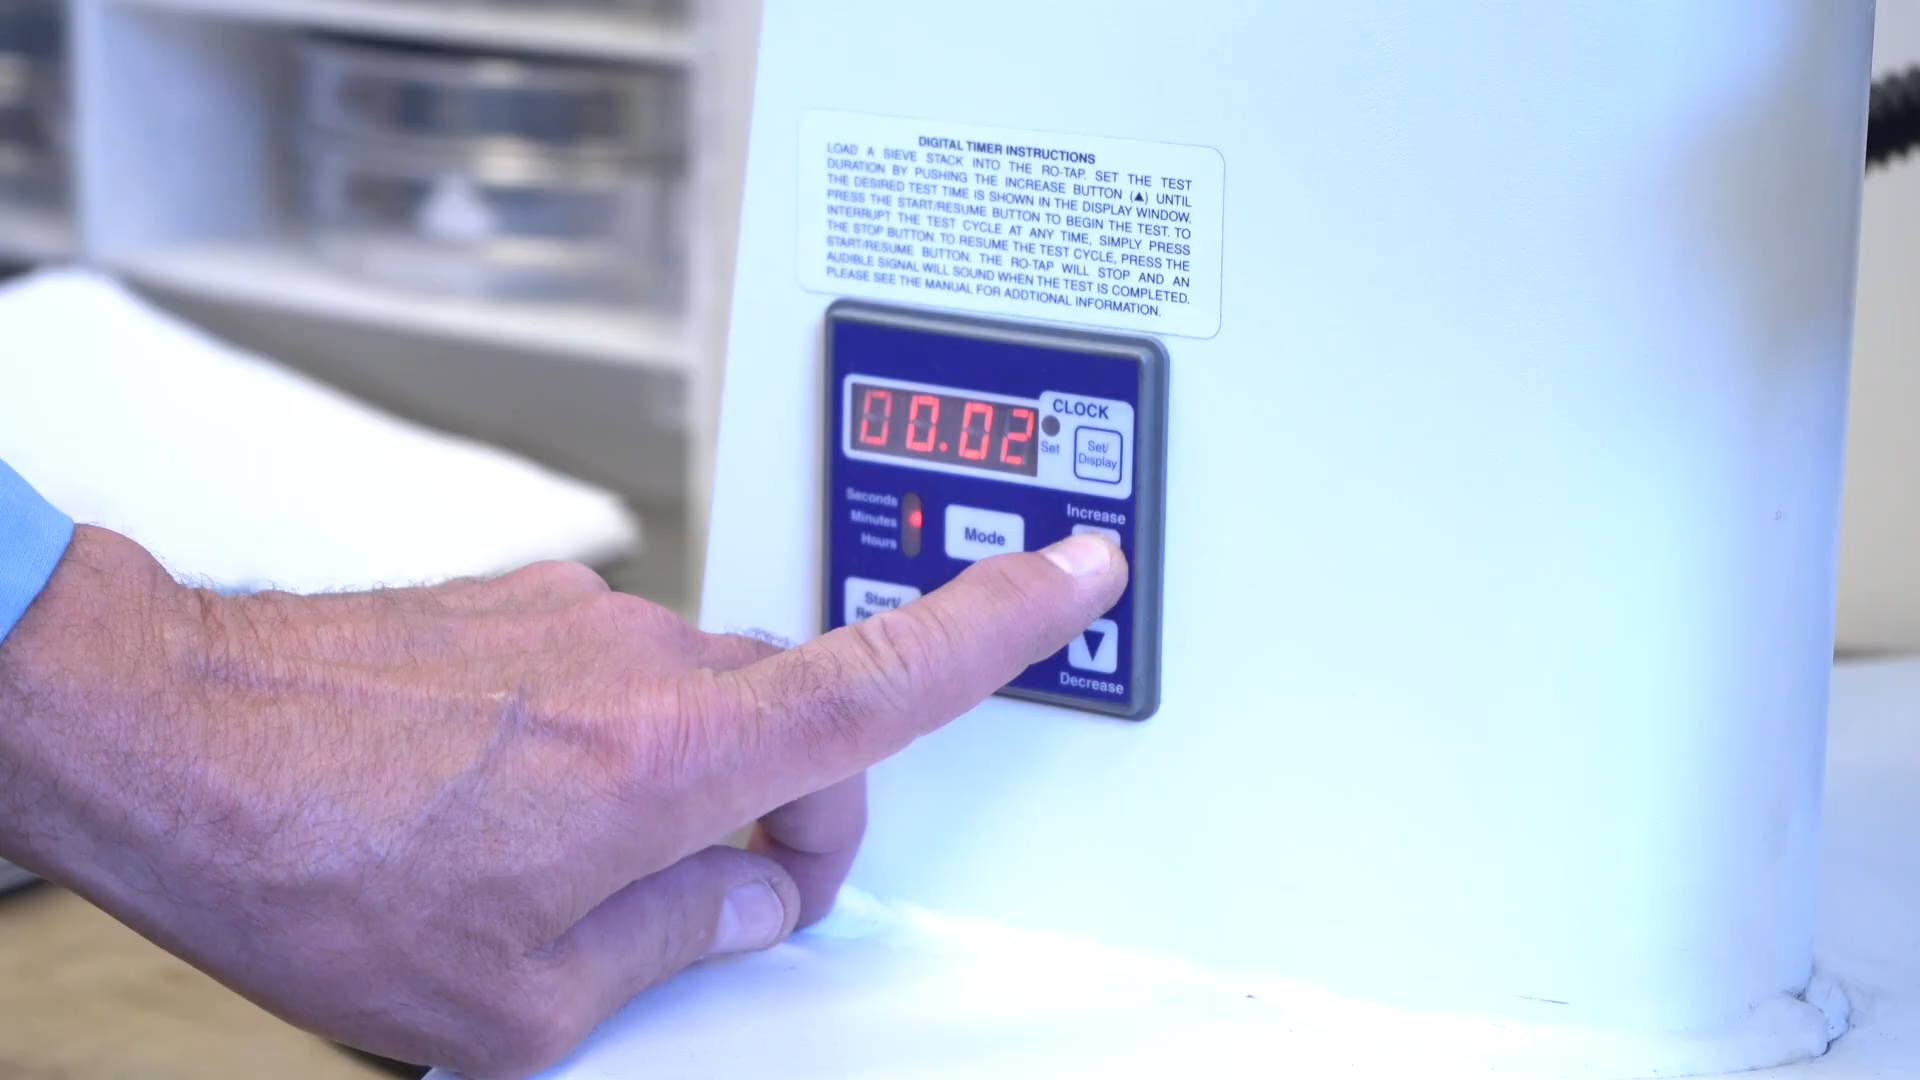 DIGITAL TIMER INSTRUCTIONS
LOAD A SIEVE STACK INTO THE RO-TAP. SET THE TEST
DURATION BY PUSHING THE INCREASE BUTTON (▲) UNTIL
THE DESIRED TEST TIME IS SHOWN IN THE DISPLAY WINDOW.
PRESS THE START/RESUME BUTTON TO BEGIN THE TEST. TO
INTERRUPT THE TEST CYCLE AT ANY TIME, SIMPLY PRESS
THE STOP BUTTON. TO RESUME THE TEST CYCLE, PRESS THE
START/RESUME BUTTON. THE RO-TAP WILL STOP AND AN
AUDIBLE SIGNAL WILL SOUND WHEN THE TEST IS COMPLETED.
PLEASE SEE THE MANUAL FOR ADDTIONAL INFORMATION.
00.02
CLOCK
Set
Set/
Display
Seconds
Minutes
Hours
Mode
Increase
Start/
Decrease